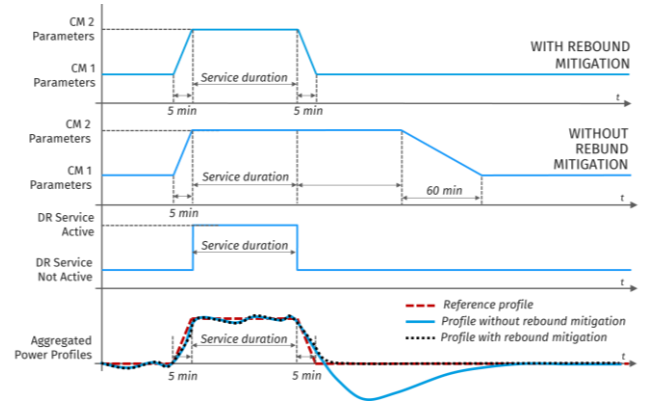 CM 2
Parameters
WITH REBOUND
MITIGATION
CM 1
Parameters
Service duration
t
5 min
5 min
CM 2
Parameters
WITHOUT
REBUND
MITIGATION
CM 1
Parameters
Service duration
60 min
t
5 min
DR Service
Active
Service duration
DR Service
Not Active
t
Reference profile
Profile without rebound mitigation
Profile with rebound mitigation
Aggregated
Power Profiles
Service duration
t
5 min
5 min